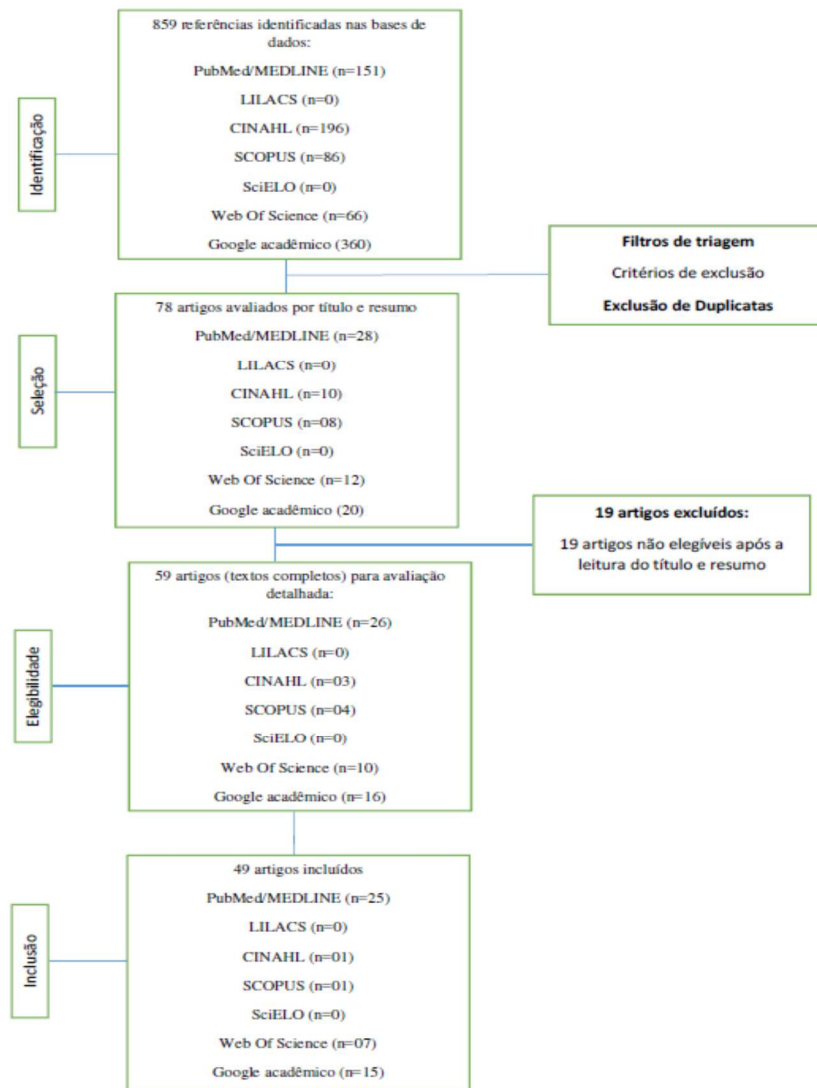 859 referências identificadas nas bases de
dados:
PubMed/MEDLINE (n=151)
LILACS (n=0)
CINAHL (n=196)
SCOPUS (n=86)
SciELO (n=0)
Web Of Science (n=66)
Google acadêmico (360)
Identificação
Filtros de triagem
Critérios de exclusão
Exclusão de Duplicatas
78 artigos avaliados por título e resumo
PubMed/MEDLINE (n=28)
LILACS (n=0)
CINAHL (n=10)
SCOPUS (n=08)
SciELO (n=0)
Web Of Science (n=12)
Google acadêmico (20)
Seleção
19 artigos excluídos:
19 artigos não elegíveis após a
leitura do título e resumo
59 artigos (textos completos) para avaliação
detalhada:
PubMed/MEDLINE (n=26)
LILACS (n=0)
CINAHL (n=03)
SCOPUS (n=04)
SciELO (n=0)
Web Of Science (n=10)
Google acadêmico (n=16)
Elegibilidade
49 artigos incluídos
PubMed/MEDLINE (n=25)
LILACS (n=0)
CINAHL (n=01)
SCOPUS (n=01)
SciELO (n=0)
Web Of Science (n=07)
Google acadêmico (n=15)
Inclusão